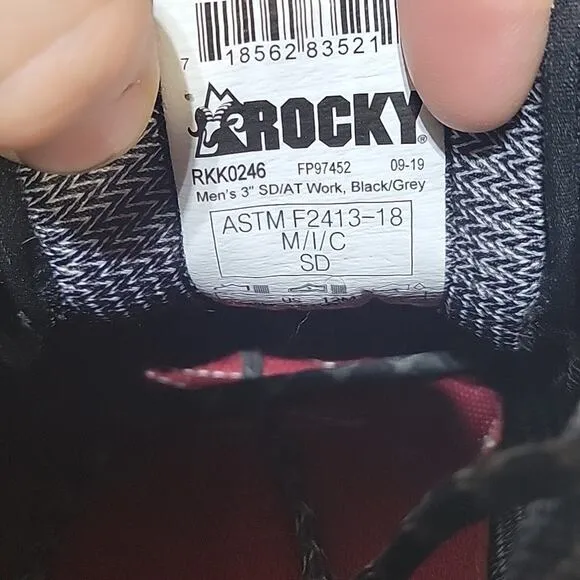 7 18562 83521
ROCKY®
RKK0246 FP97452 09-19
Men's 3" SD/AT Work, Black/Grey
ASTM F2413-18
M/I/C
SD